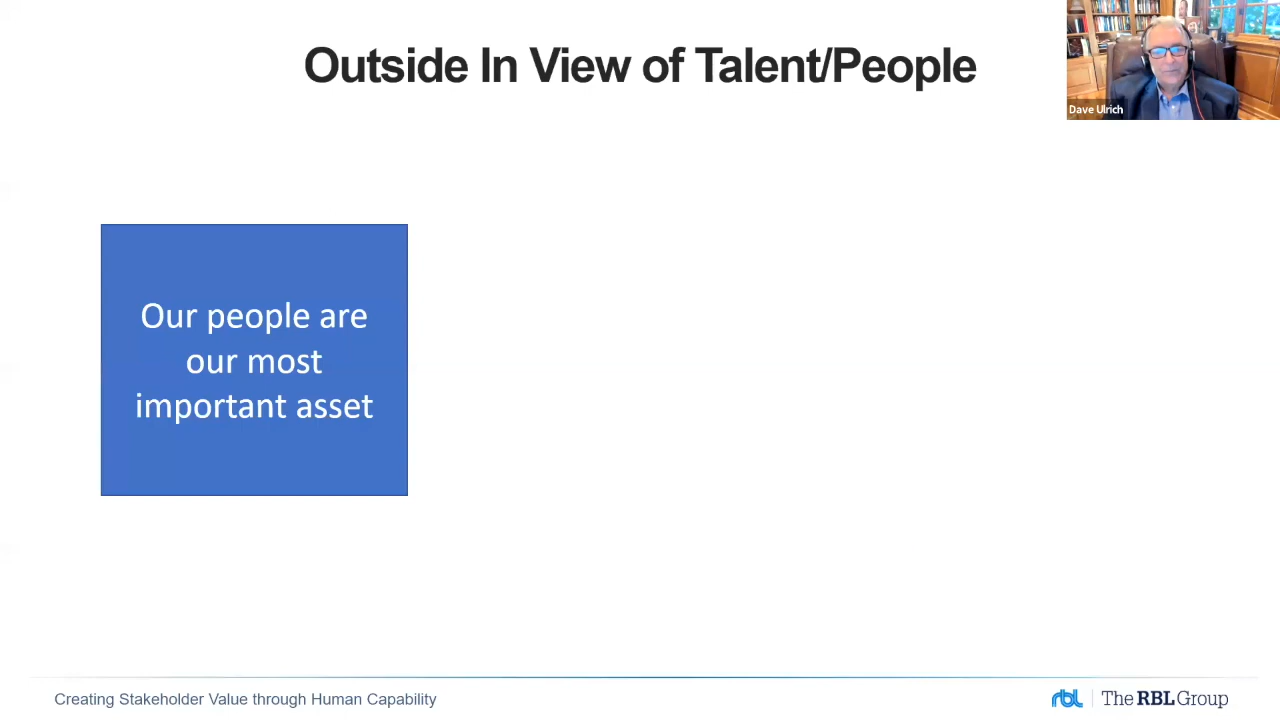 Outside In View of Talent/People
Dave Ulrich
Our people are
our most
important asset
Creating Stakeholder Value through Human Capability
rbl The RBL Group